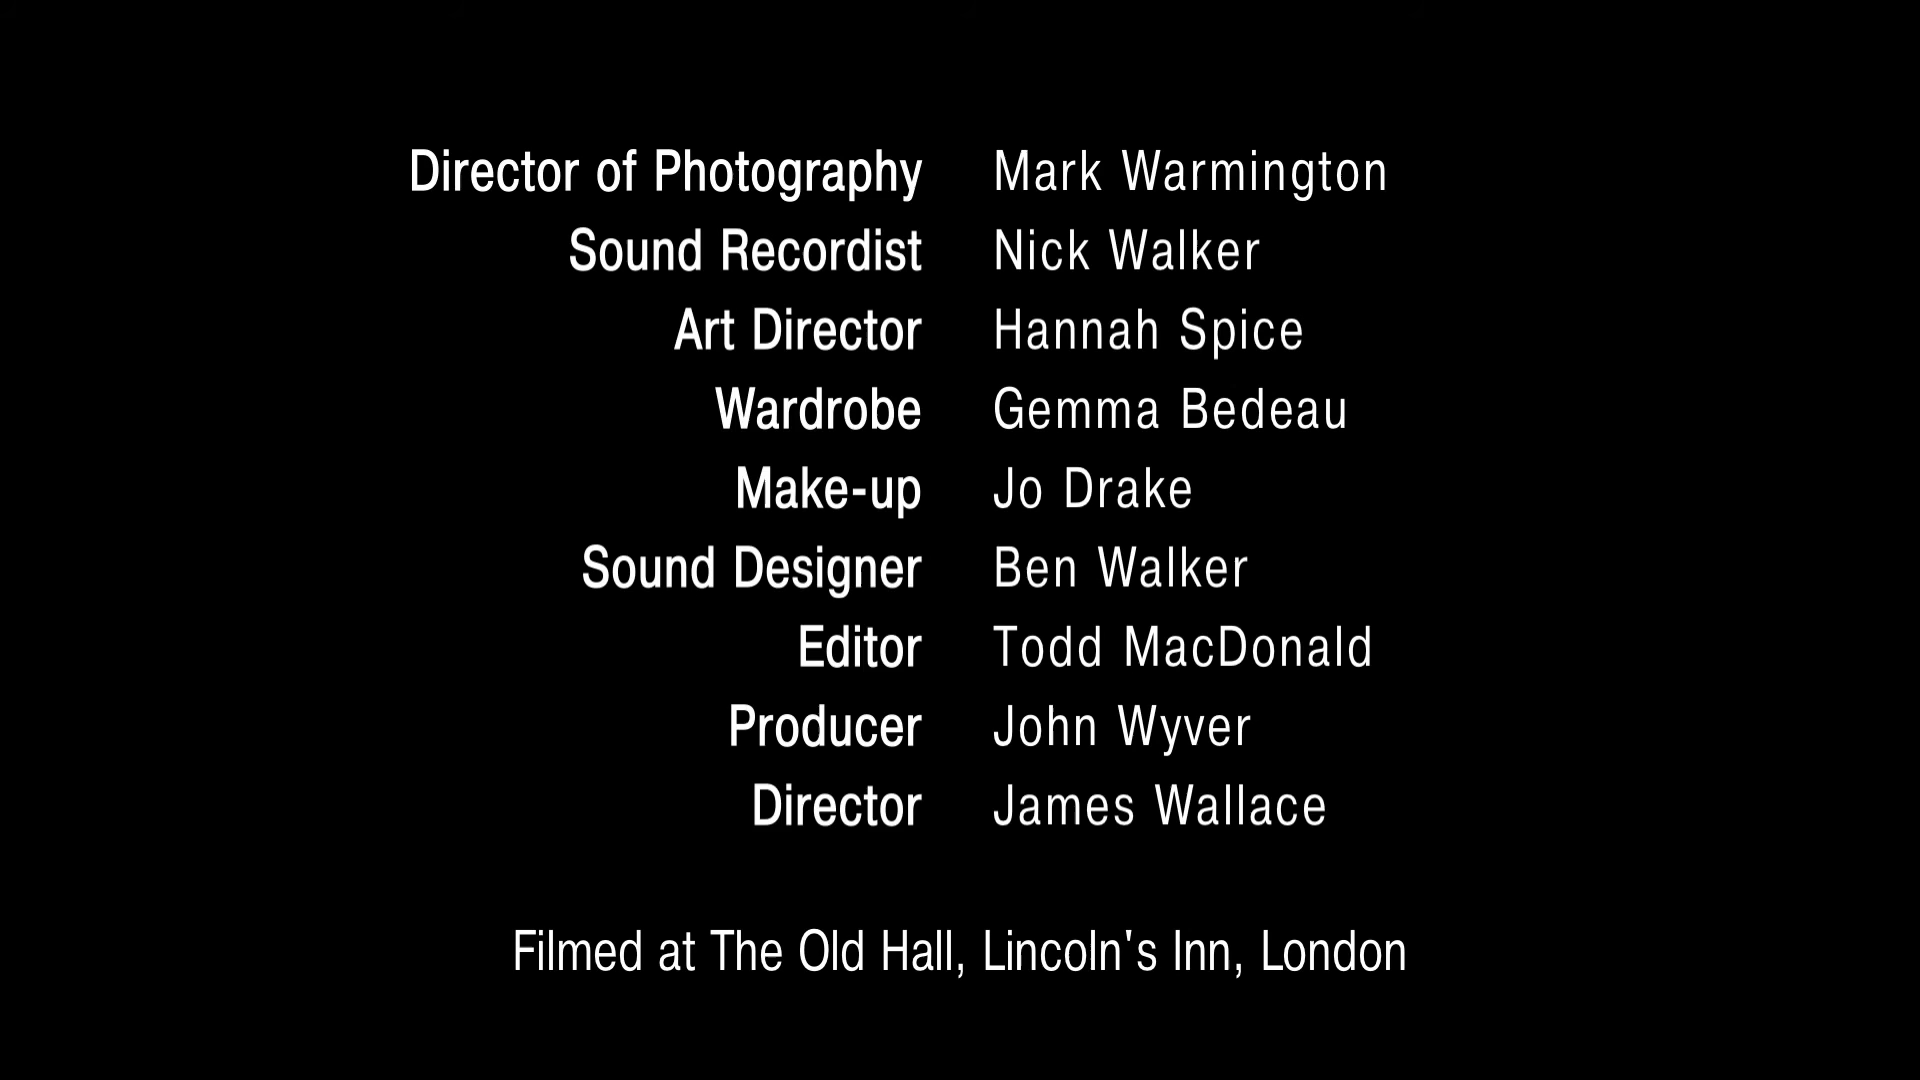 Director of Photography Mark Warmington
Sound Recordist Nick Walker
Art Director Hannah Spice
Wardrobe Gemma Bedeau
Make-up Jo Drake
Sound Designer Ben Walker
Editor Todd MacDonald
Producer John Wyver
Director James Wallace
Filmed at The Old Hall, Lincoln's Inn, London